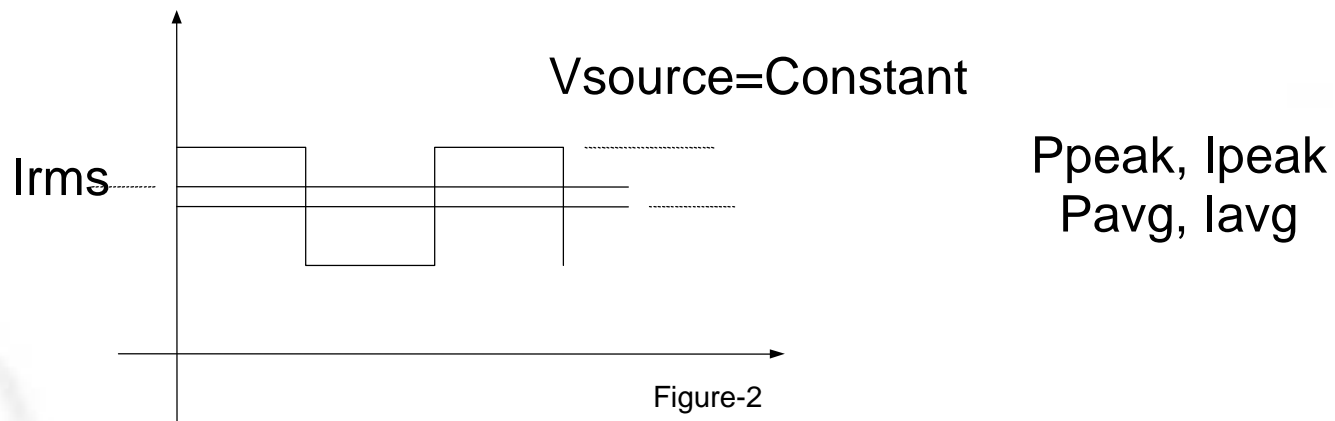 Vsource=Constant
Irms
Ppeak, Ipeak
Pavg, Iavg
Figure-2